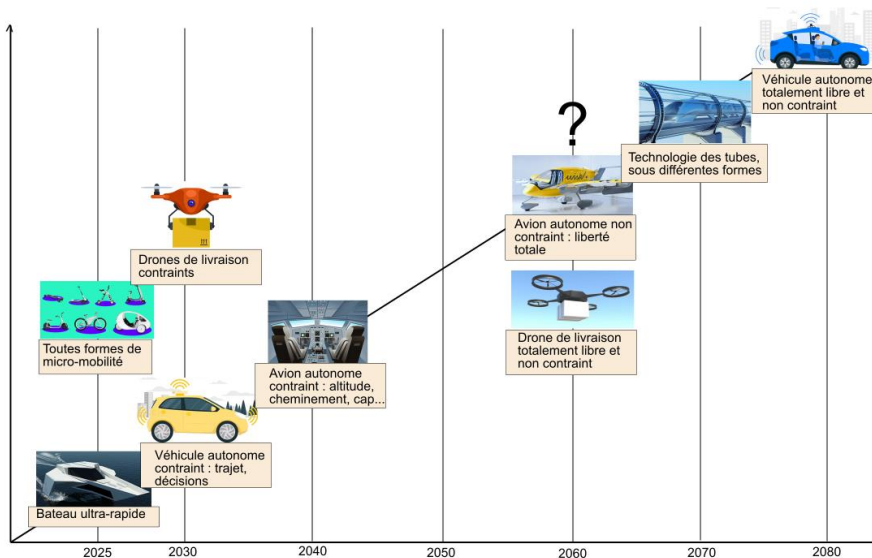 Véhicule autonome
totalement libre et
non contraint
?
Technologie des tubes,
sous différentes formes
Avion autonome non
contraint : liberté
totale
Drones de livraison
contraints
Drone de livraison
totalement libre et
non contraint
Toutes formes de
micro-mobilité
Avion autonome
contraint : altitude,
cheminement, cap...
Véhicule autonome
contraint : trajet,
décisions
Bateau ultra-rapide
2025 2030 2040 2050 2060 2070 2080